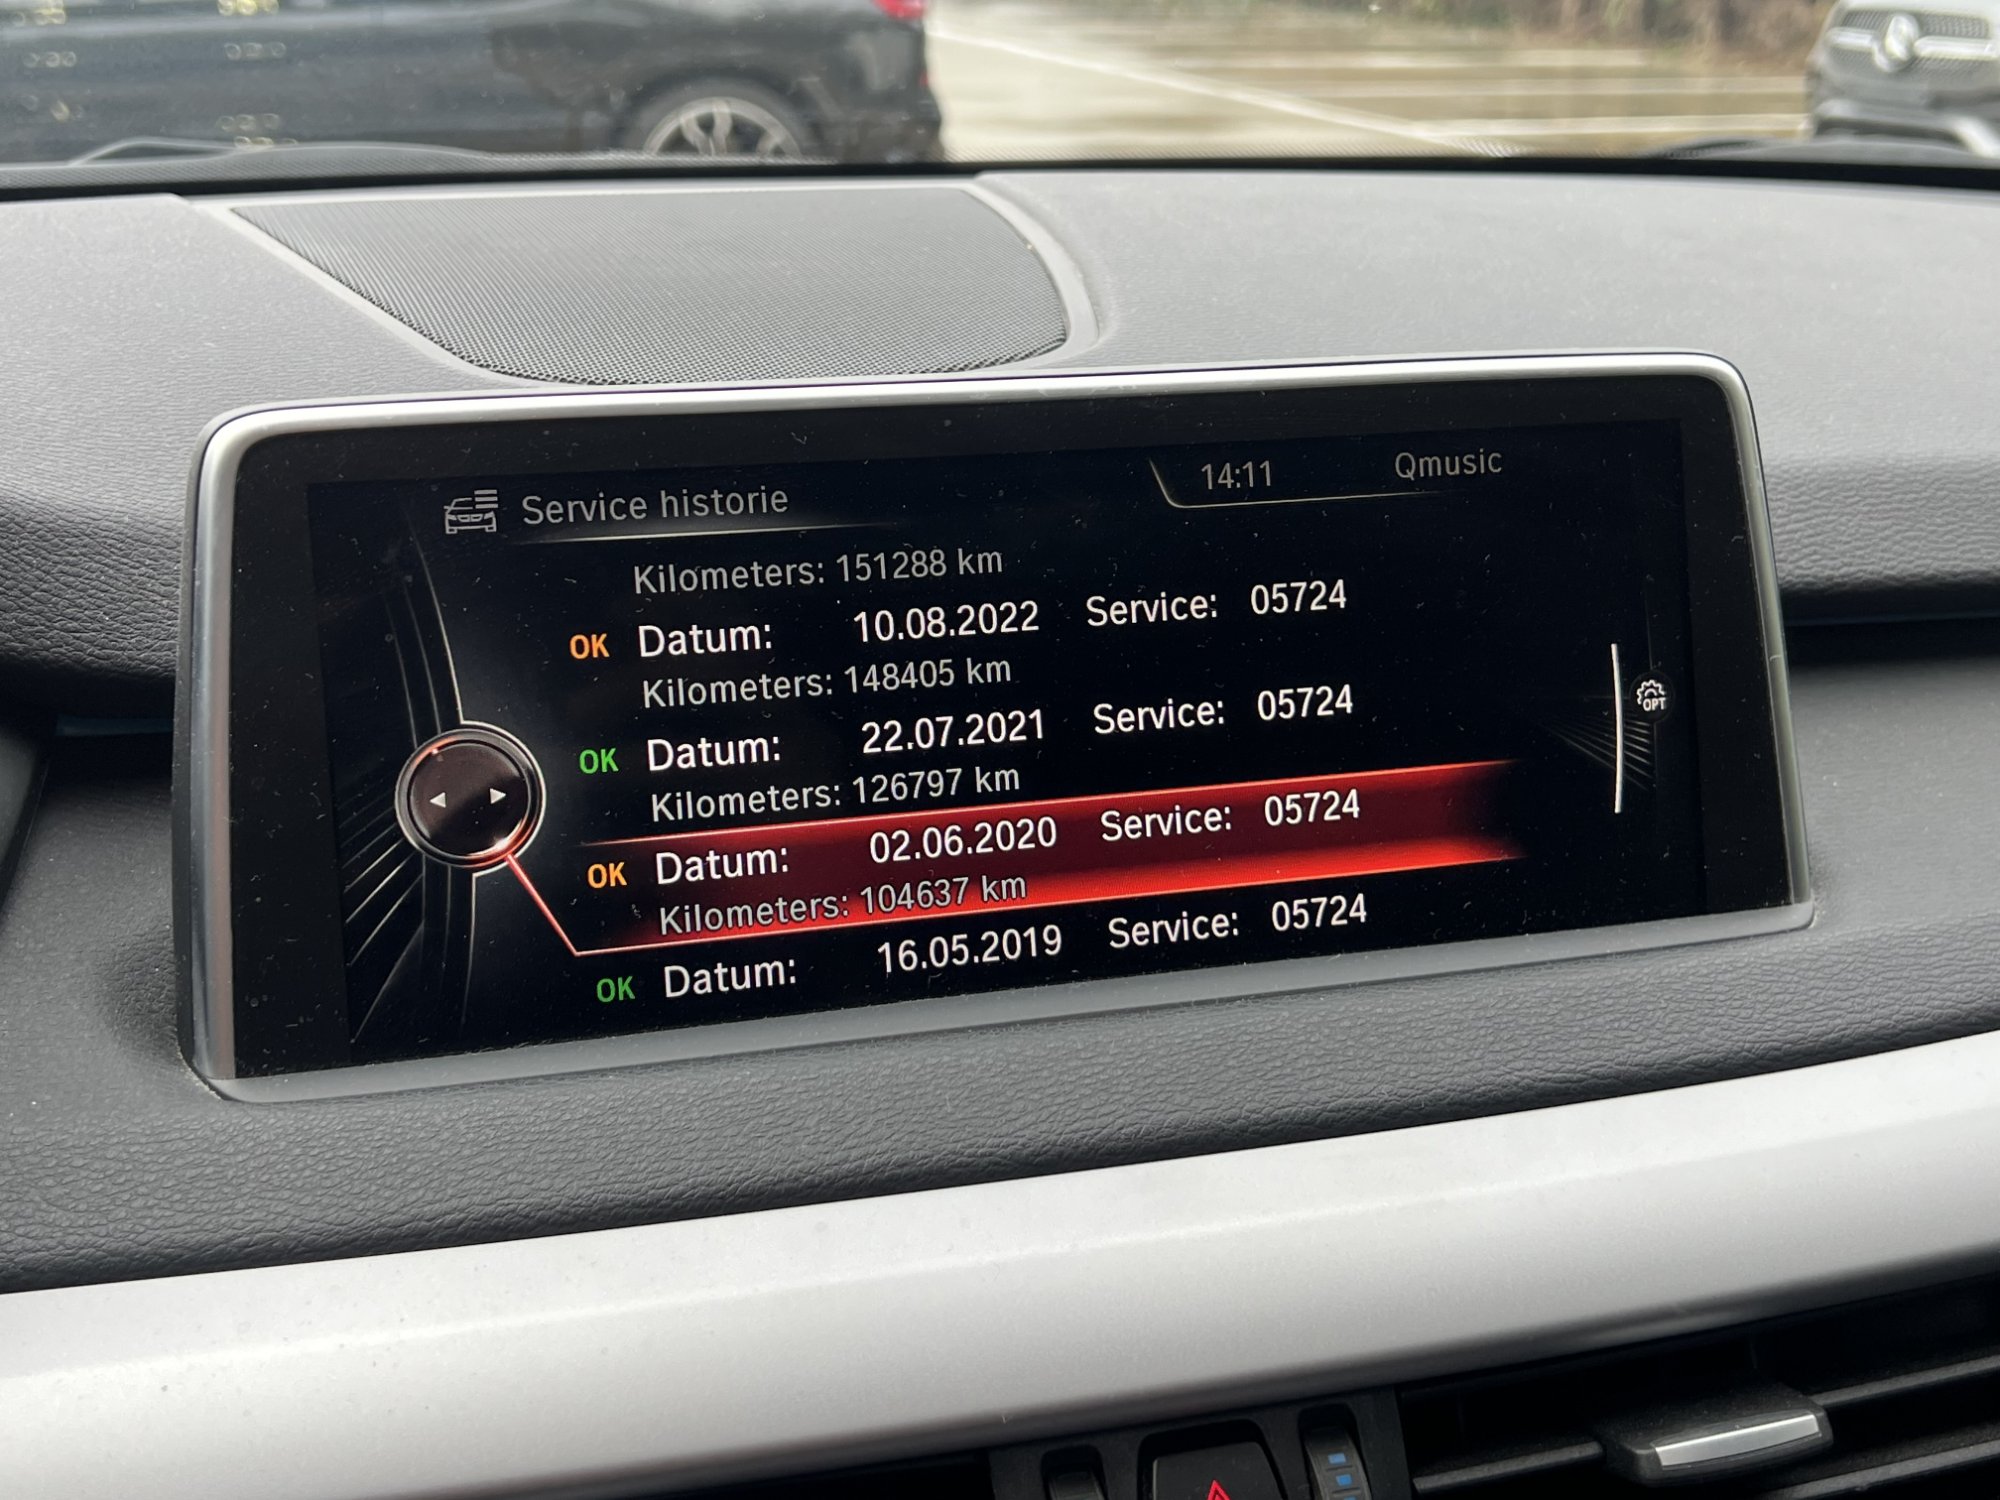 Service historie
14:11
Qmusic
Kilometers: 151288 km
OK Datum: 10.08.2022 Service: 05724
Kilometers: 148405 km
OK Datum: 22.07.2021 Service: 05724
Kilometers: 126797 km
OK Datum: 02.06.2020 Service: 05724
Kilometers: 104637 km
OK Datum: 16.05.2019 Service: 05724
OPT